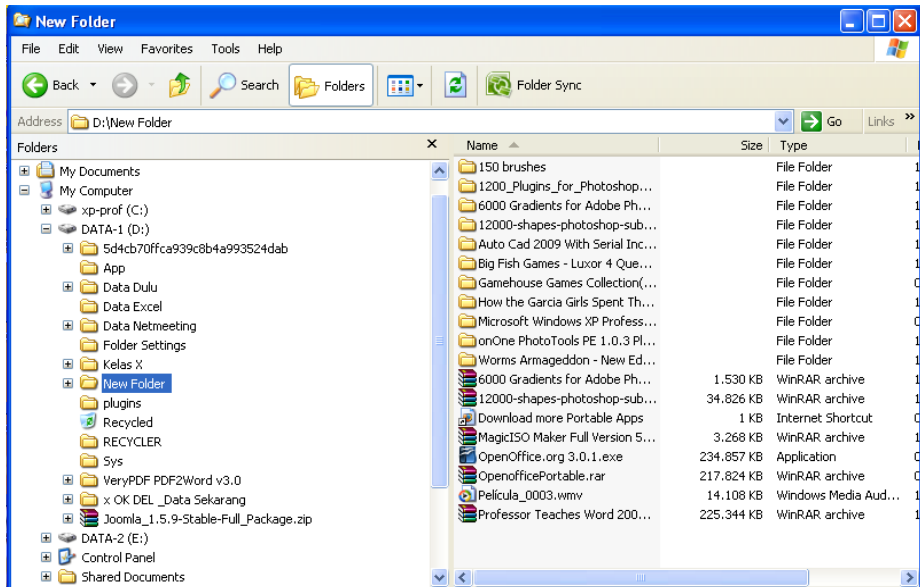 New Folder
File Edit View Favorites Tools Help
Back Search Folders Folder Sync
Address D:\New Folder Go Links »
Folders
My Documents
My Computer
xp-prof (C:)
DATA-1 (D:)
5d4cb70ffca939c8b4a993524dab
App
Data Dulu
Data Excel
Data Netmeeting
Folder Settings
Kelas X
New Folder
plugins
Recycled
RECYCLER
Sys
VeryPDF PDF2Word v3.0
x OK DEL _Data Sekarang
Joomla_1.5.9-Stable-Full_Package.zip
DATA-2 (E:)
Control Panel
Shared Documents
Name Size Type
150 brushes File Folder
1200_Plugins_for_Photoshop... File Folder
6000 Gradients for Adobe Ph... File Folder
12000-shapes-photoshop-sub... File Folder
Auto Cad 2009 With Serial Inc... File Folder
Big Fish Games - Luxor 4 Que... File Folder
Gamehouse Games Collection(... File Folder
How the Garcia Girls Spent Th... File Folder
Microsoft Windows XP Profess... File Folder
onOne PhotoTools PE 1.0.3 Pl... File Folder
Worms Armageddon - New Ed... File Folder
6000 Gradients for Adobe Ph... 1.530 KB WinRAR archive
12000-shapes-photoshop-sub... 34.826 KB WinRAR archive
Download more Portable Apps 1 KB Internet Shortcut
MagicISO Maker Full Version 5... 3.268 KB WinRAR archive
OpenOffice.org 3.0.1.exe 234.857 KB Application
OpenofficePortable.rar 217.824 KB WinRAR archive
Película_0003.wmv 14.108 KB Windows Media Aud...
Professor Teaches Word 200... 225.344 KB WinRAR archive